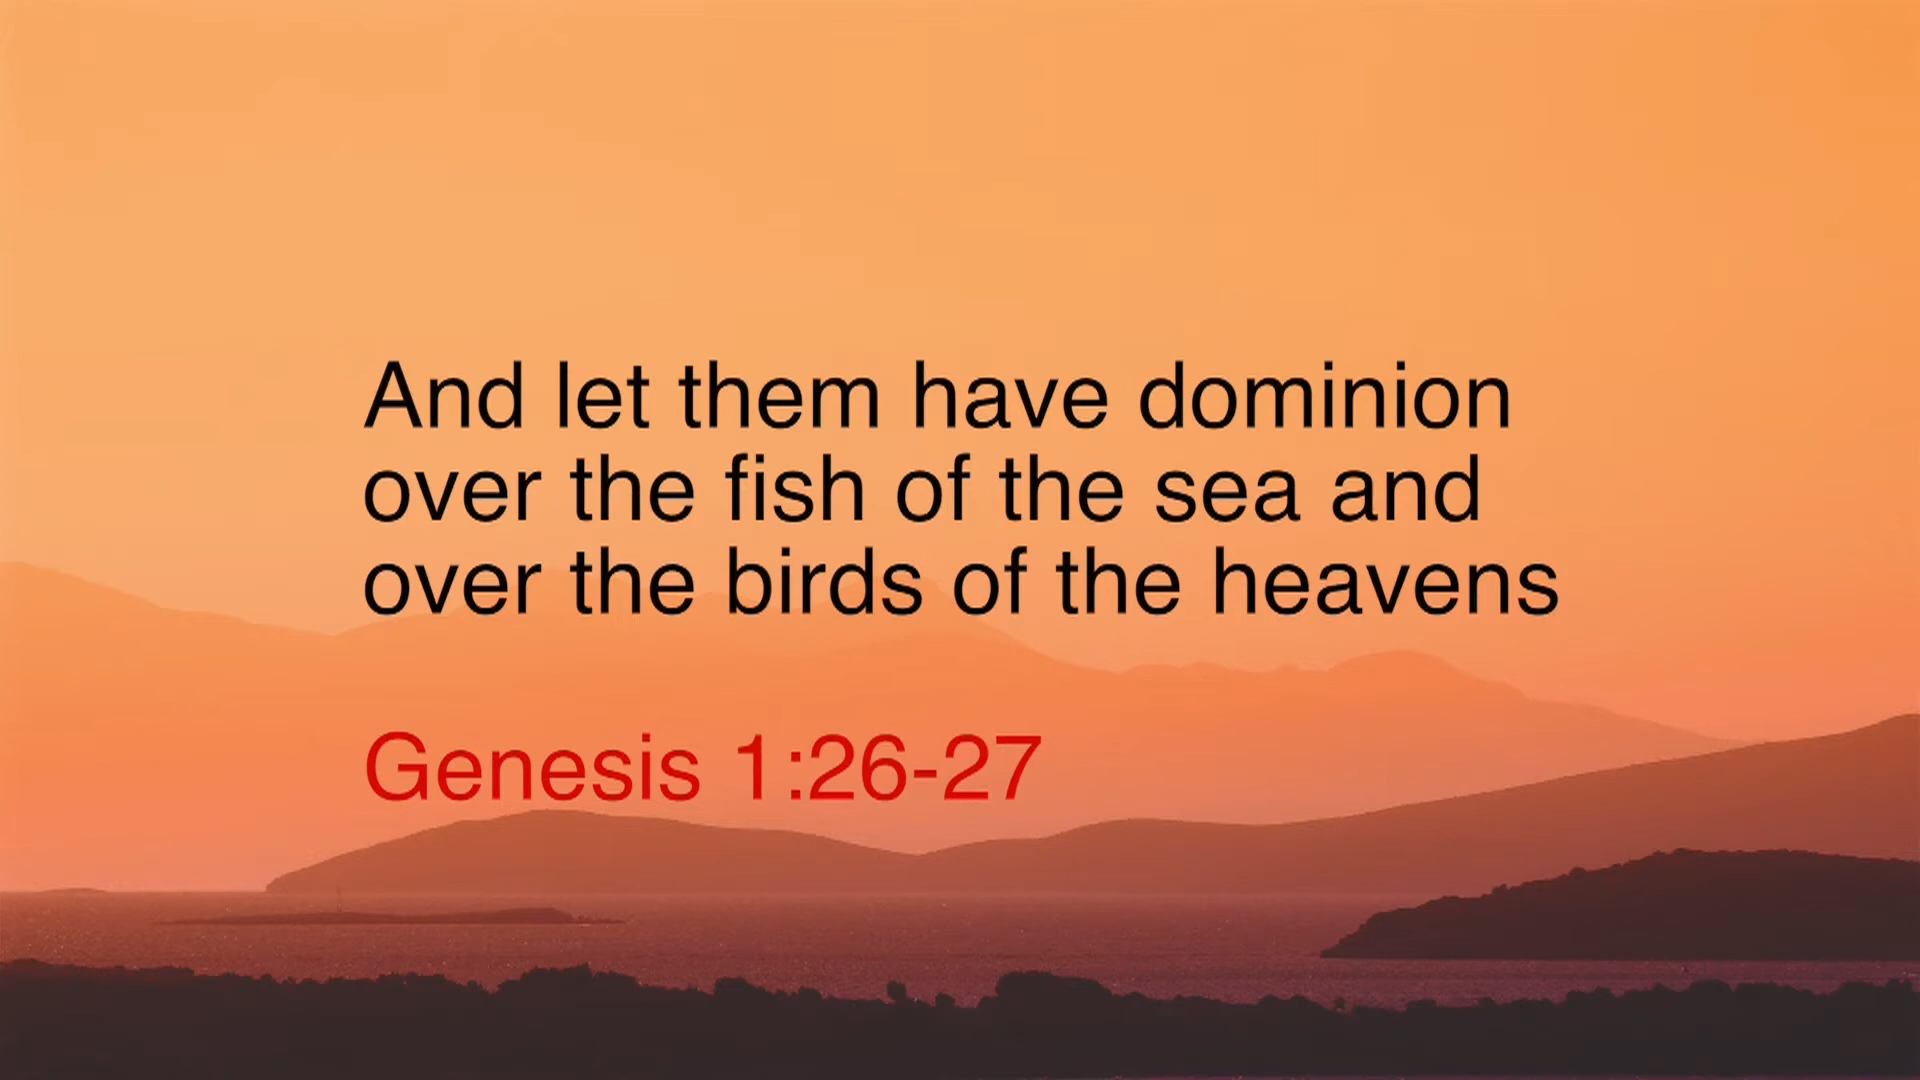 And let them have dominion
over the fish of the sea and
over the birds of the heavens
Genesis 1:26-27